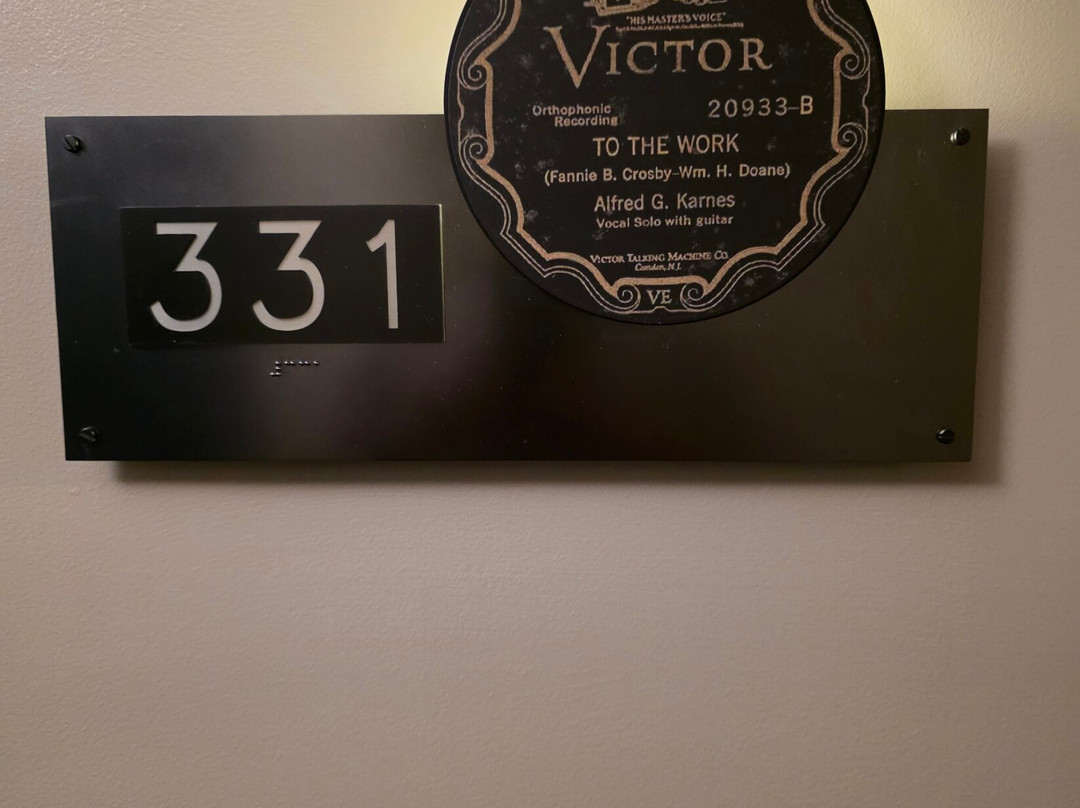 "HIS MASTER'S VOICE"
VICTOR
Orthophonic
Recording
20933-B
TO THE WORK
(Fannie B. Crosby-Wm. H. Doane)
Alfred G. Karnes
Vocal Solo with guitar
VICTOR TALKING MACHINE CO.
Camden, N.J.
VE
331